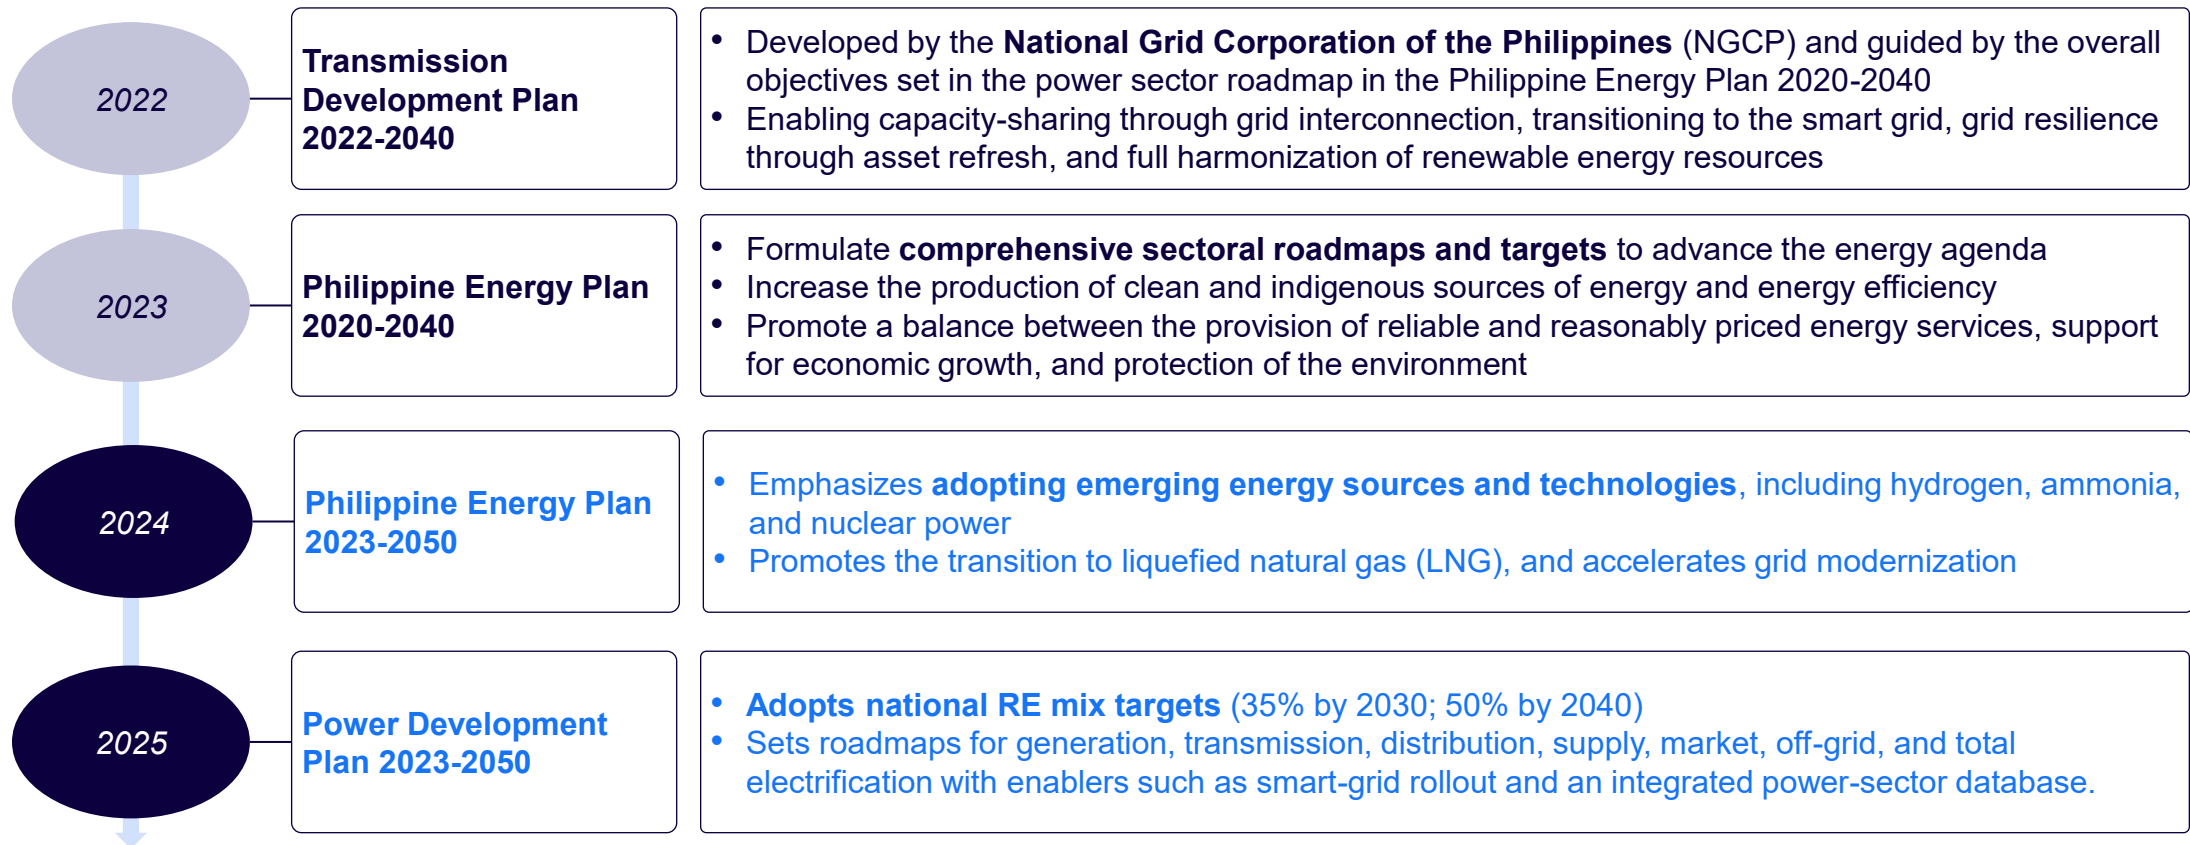 2022
Transmission
Development Plan
2022-2040
• Developed by the National Grid Corporation of the Philippines (NGCP) and guided by the overall
objectives set in the power sector roadmap in the Philippine Energy Plan 2020-2040
• Enabling capacity-sharing through grid interconnection, transitioning to the smart grid, grid resilience
through asset refresh, and full harmonization of renewable energy resources
2023
Philippine Energy Plan
2020-2040
• Formulate comprehensive sectoral roadmaps and targets to advance the energy agenda
• Increase the production of clean and indigenous sources of energy and energy efficiency
• Promote a balance between the provision of reliable and reasonably priced energy services, support
for economic growth, and protection of the environment
2024
Philippine Energy Plan
2023-2050
• Emphasizes adopting emerging energy sources and technologies, including hydrogen, ammonia,
and nuclear power
• Promotes the transition to liquefied natural gas (LNG), and accelerates grid modernization
2025
Power Development
Plan 2023-2050
• Adopts national RE mix targets (35% by 2030; 50% by 2040)
• Sets roadmaps for generation, transmission, distribution, supply, market, off-grid, and total
electrification with enablers such as smart-grid rollout and an integrated power-sector database.